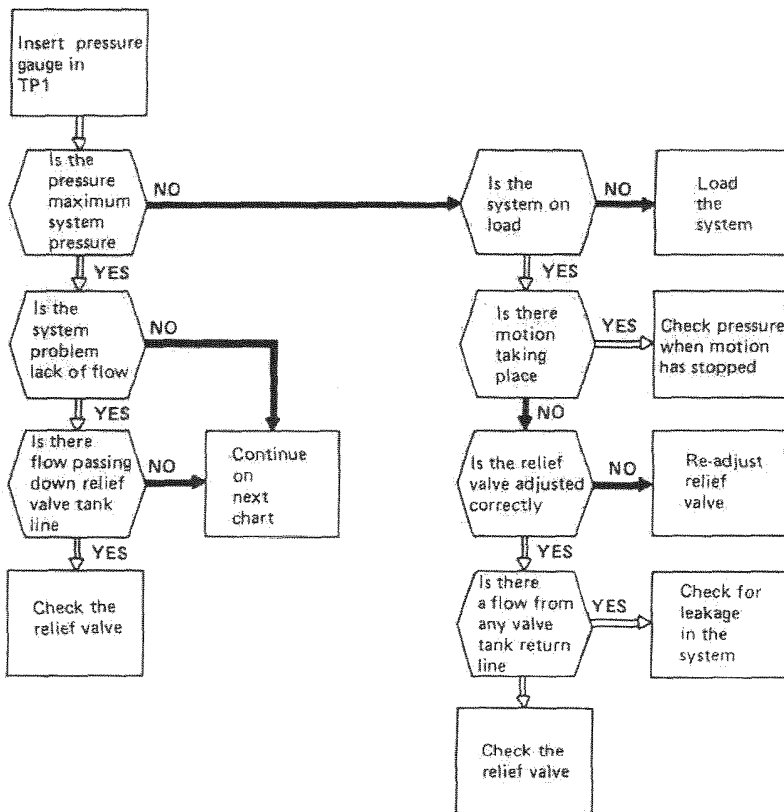 Insert pressure
gauge in
TP1
Is the
pressure
maximum
system
pressure
NO
YES
Is the
system on
load
NO
YES
Load
the
system
Is the
system
problem
lack of flow
NO
YES
Is there
motion
taking
place
YES
NO
Check pressure
when motion
has stopped
Is there
flow passing
down relief
valve tank
line
NO
YES
Continue
on
next
chart
Is the relief
valve adjusted
correctly
NO
YES
Re-adjust
relief
valve
Check the
relief valve
Is there
a flow from
any valve
tank return
line
YES
Check for
leakage
in the
system
Check the
relief valve